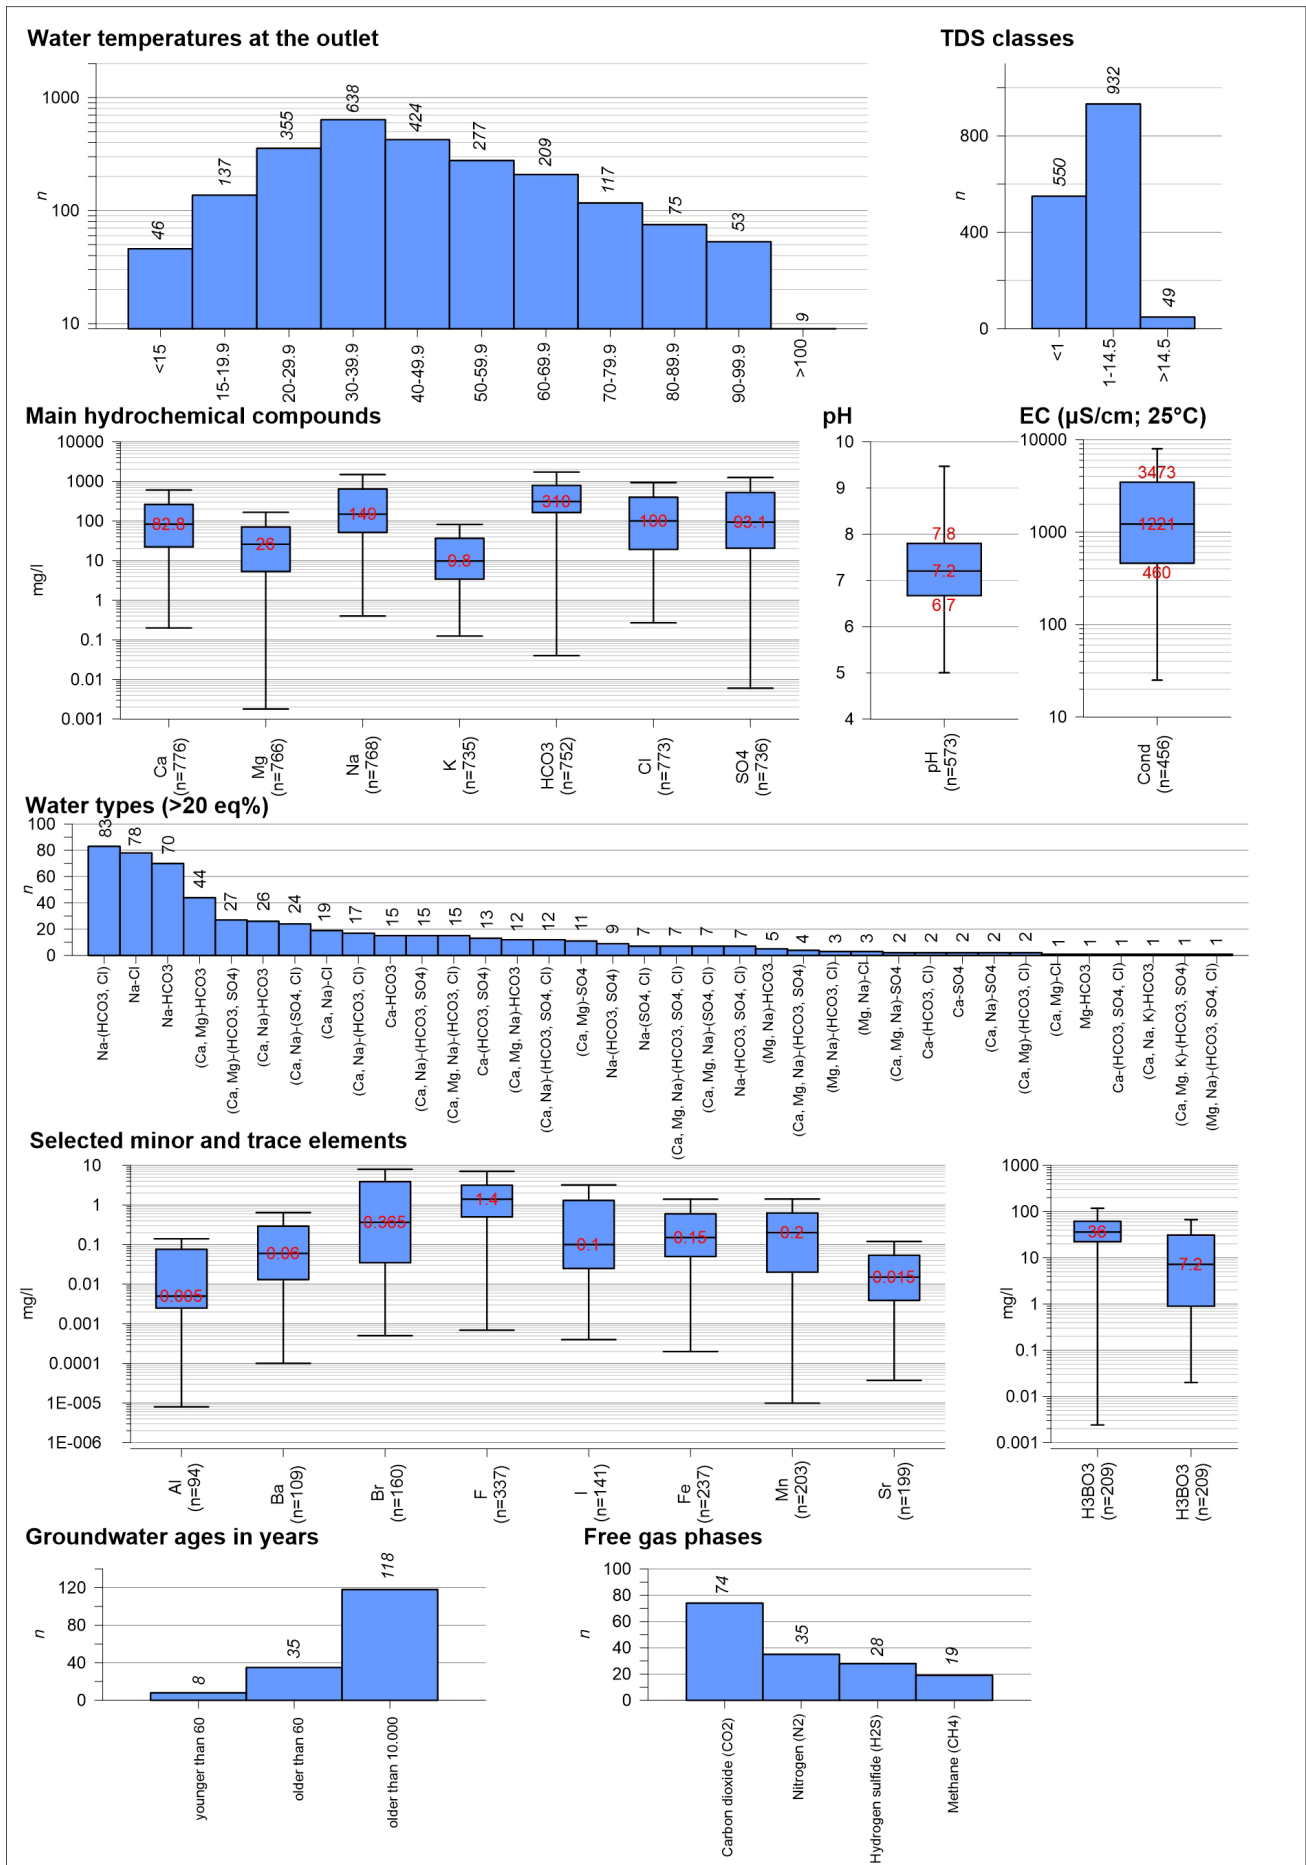 Water temperatures at the outlet
TDS classes
1000
100
10
n
46
137
355
638
424
277
209
117
75
53
9
<15
15-19.9
20-29.9
30-39.9
40-49.9
50-59.9
60-69.9
70-79.9
80-89.9
90-99.9
>100
800
400
0
n
550
932
49
<1
1-14.5
>14.5
Main hydrochemical compounds
pH
EC (µS/cm; 25°C)
10000
1000
100
10
1
0.1
0.01
0.001
mg/l
82.8
26
149
9.8
310
100
93.1
Ca
(n=776)
Mg
(n=766)
Na
(n=768)
K
(n=735)
HCO3
(n=752)
Cl
(n=773)
SO4
(n=736)
10
9
8
7
6
5
4
7.8
7.2
6.7
pH
(n=573)
10000
1000
100
10
3473
1221
460
Cond
(n=456)
Water types (>20 eq%)
100
80
60
40
20
0
n
83
78
70
44
27
26
24
19
17
15
15
15
13
12
12
11
9
7
7
7
7
5
4
3
3
2
2
2
2
2
1
1
1
1
1
1
Na-(HCO3, Cl)
Na-Cl
Na-HCO3
(Ca, Mg)-HCO3
(Ca, Mg)-(HCO3, SO4)
(Ca, Na)-HCO3
(Ca, Na)-(SO4, Cl)
(Ca, Na)-Cl
(Ca, Na)-(HCO3, Cl)
Ca-HCO3
(Ca, Na)-(HCO3, SO4)
(Ca, Mg, Na)-(HCO3, Cl)
Ca-(HCO3, SO4)
(Ca, Mg, Na)-HCO3
(Ca, Na)-(HCO3, SO4, Cl)
(Ca, Mg)-SO4
Na-(HCO3, SO4)
Na-(SO4, Cl)
(Ca, Mg, Na)-(HCO3, SO4, Cl)
(Ca, Mg, Na)-(SO4, Cl)
Na-(HCO3, SO4, Cl)
(Mg, Na)-HCO3
(Ca, Mg, Na)-(HCO3, SO4)
(Mg, Na)-(HCO3, Cl)
(Mg, Na)-Cl
(Ca, Mg, Na)-SO4
Ca-(HCO3, Cl)
Ca-SO4
(Ca, Na)-SO4
(Ca, Mg)-(HCO3, Cl)
(Ca, Mg)-Cl
Mg-HCO3
Ca-(HCO3, SO4, Cl)
(Ca, Na, K)-HCO3
(Ca, Mg, K)-(HCO3, SO4)
(Mg, Na)-(HCO3, SO4, Cl)
Selected minor and trace elements
10
1
0.1
0.01
0.001
0.0001
1E-005
1E-006
mg/l
0.005
0.06
0.365
1.4
0.1
0.15
0.2
0.015
Al
(n=94)
Ba
(n=109)
Br
(n=160)
F
(n=337)
I
(n=141)
Fe
(n=237)
Mn
(n=203)
Sr
(n=199)
1000
100
10
1
0.1
0.01
0.001
mg/l
36
7.2
H3BO3
(n=209)
H3BO3
(n=209)
Groundwater ages in years
Free gas phases
120
80
40
0
n
8
35
118
younger than 60
older than 60
older than 10.000
100
80
60
40
20
0
n
74
35
28
19
Carbon dioxide (CO2)
Nitrogen (N2)
Hydrogen sulfide (H2S)
Methane (CH4)